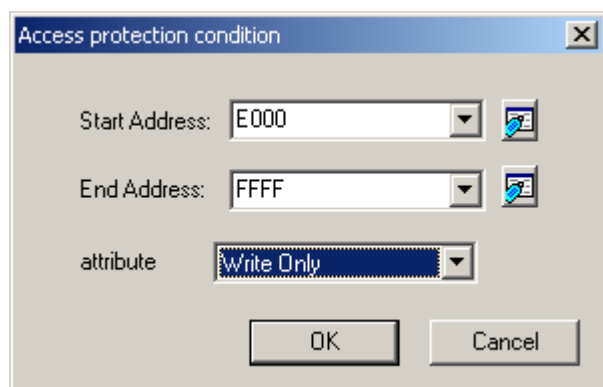 Access protection condition
Start Address: E000
End Address: FFFF
attribute Write Only
OK Cancel